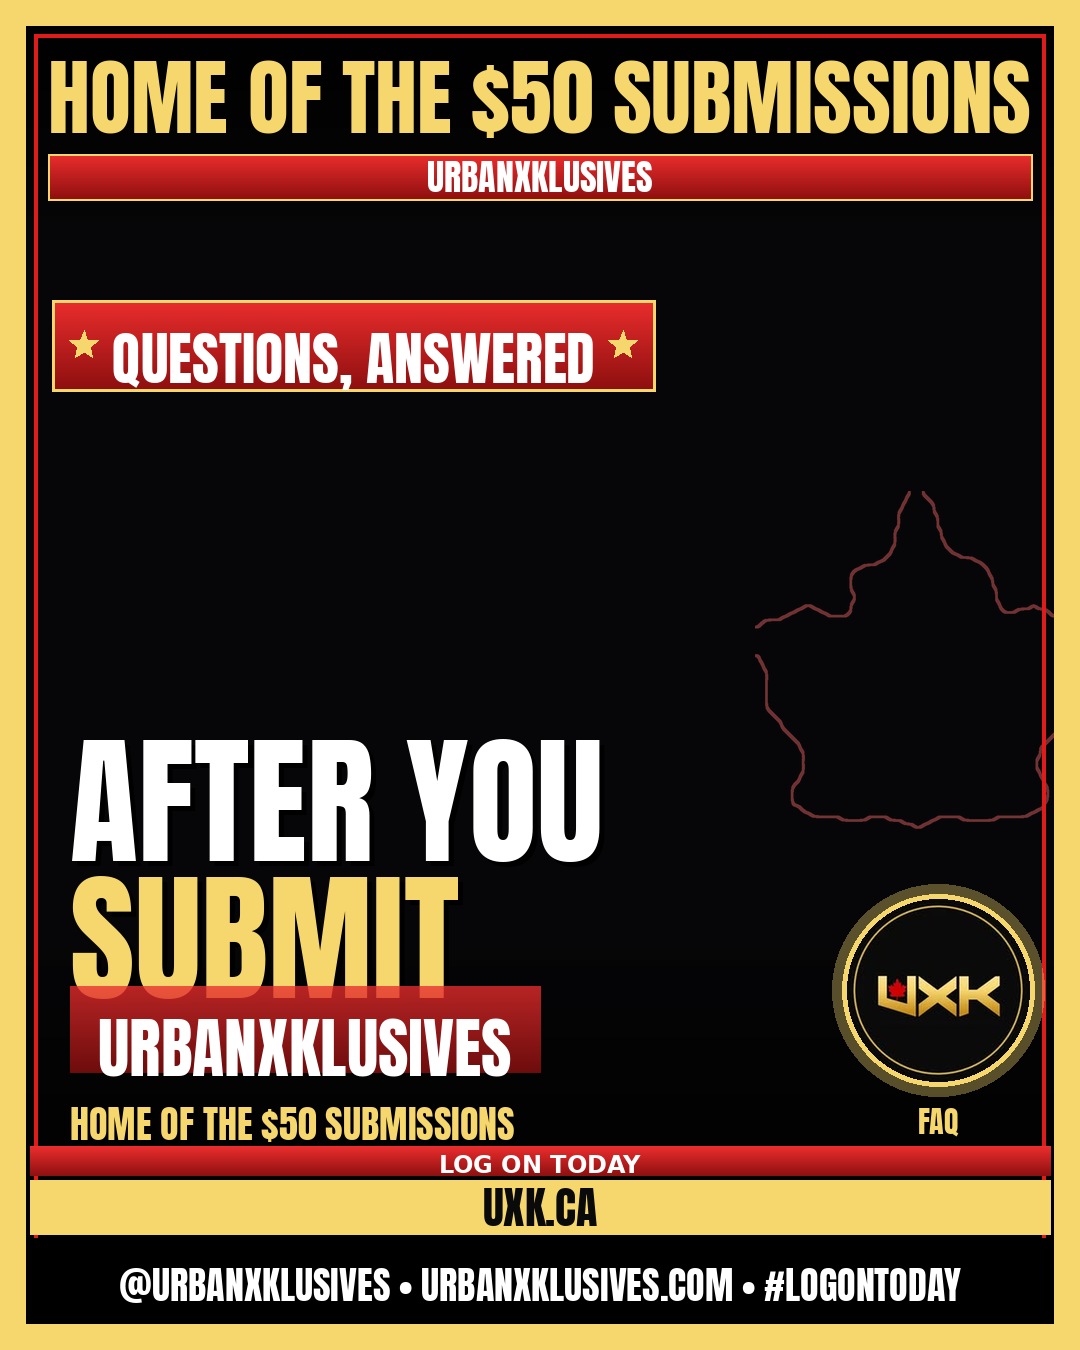 HOME OF THE $50 SUBMISSIONS
URBANXKLUSIVES
QUESTIONS, ANSWERED
AFTER YOU
SUBMIT
URBANXKLUSIVES
UXK
HOME OF THE $50 SUBMISSIONS
FAQ
LOG ON TODAY
UXK.CA
@URBANXKLUSIVES • URBANXKLUSIVES.COM • #LOGONTODAY